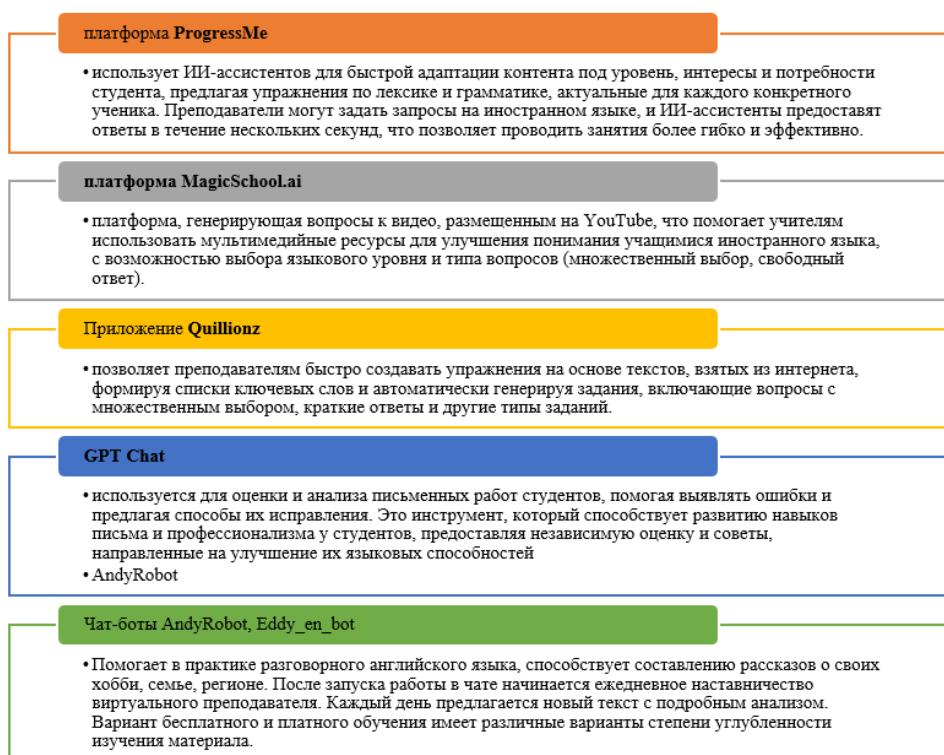 платформа ProgressMe
• использует ИИ-ассистентов для быстрой адаптации контента под уровень, интересы и потребности
студента, предлагая упражнения по лексике и грамматике, актуальные для каждого конкретного
ученика. Преподаватели могут задать запросы на иностранном языке, и ИИ-ассистенты предоставят
ответы в течение нескольких секунд, что позволяет проводить занятия более гибко и эффективно.
платформа MagicSchool.ai
• платформа, генерирующая вопросы к видео, размещенным на YouTube, что помогает учителям
использовать мультимедийные ресурсы для улучшения понимания учащимися иностранного языка,
с возможностью выбора языкового уровня и типа вопросов (множественный выбор, свободный
ответ).
Приложение Quillionz
• позволяет преподавателям быстро создавать упражнения на основе текстов, взятых из интернета,
формируя списки ключевых слов и автоматически генерируя задания, включающие вопросы с
множественным выбором, краткие ответы и другие типы заданий.
GPT Chat
• используется для оценки и анализа письменных работ студентов, помогая выявлять ошибки и
предлагая способы их исправления. Это инструмент, который способствует развитию навыков
письма и профессионализма у студентов, предоставляя независимую оценку и советы,
направленные на улучшение их языковых способностей
• AndyRobot
Чат-боты AndyRobot, Eddy_en_bot
• Помогает в практике разговорного английского языка, способствует составлению рассказов о своих
хобби, семье, регионе. После запуска работы в чате начинается ежедневное наставничество
виртуального преподавателя. Каждый день предлагается новый текст с подробным анализом.
Вариант бесплатного и платного обучения имеет различные варианты степени углубленности
изучения материала.